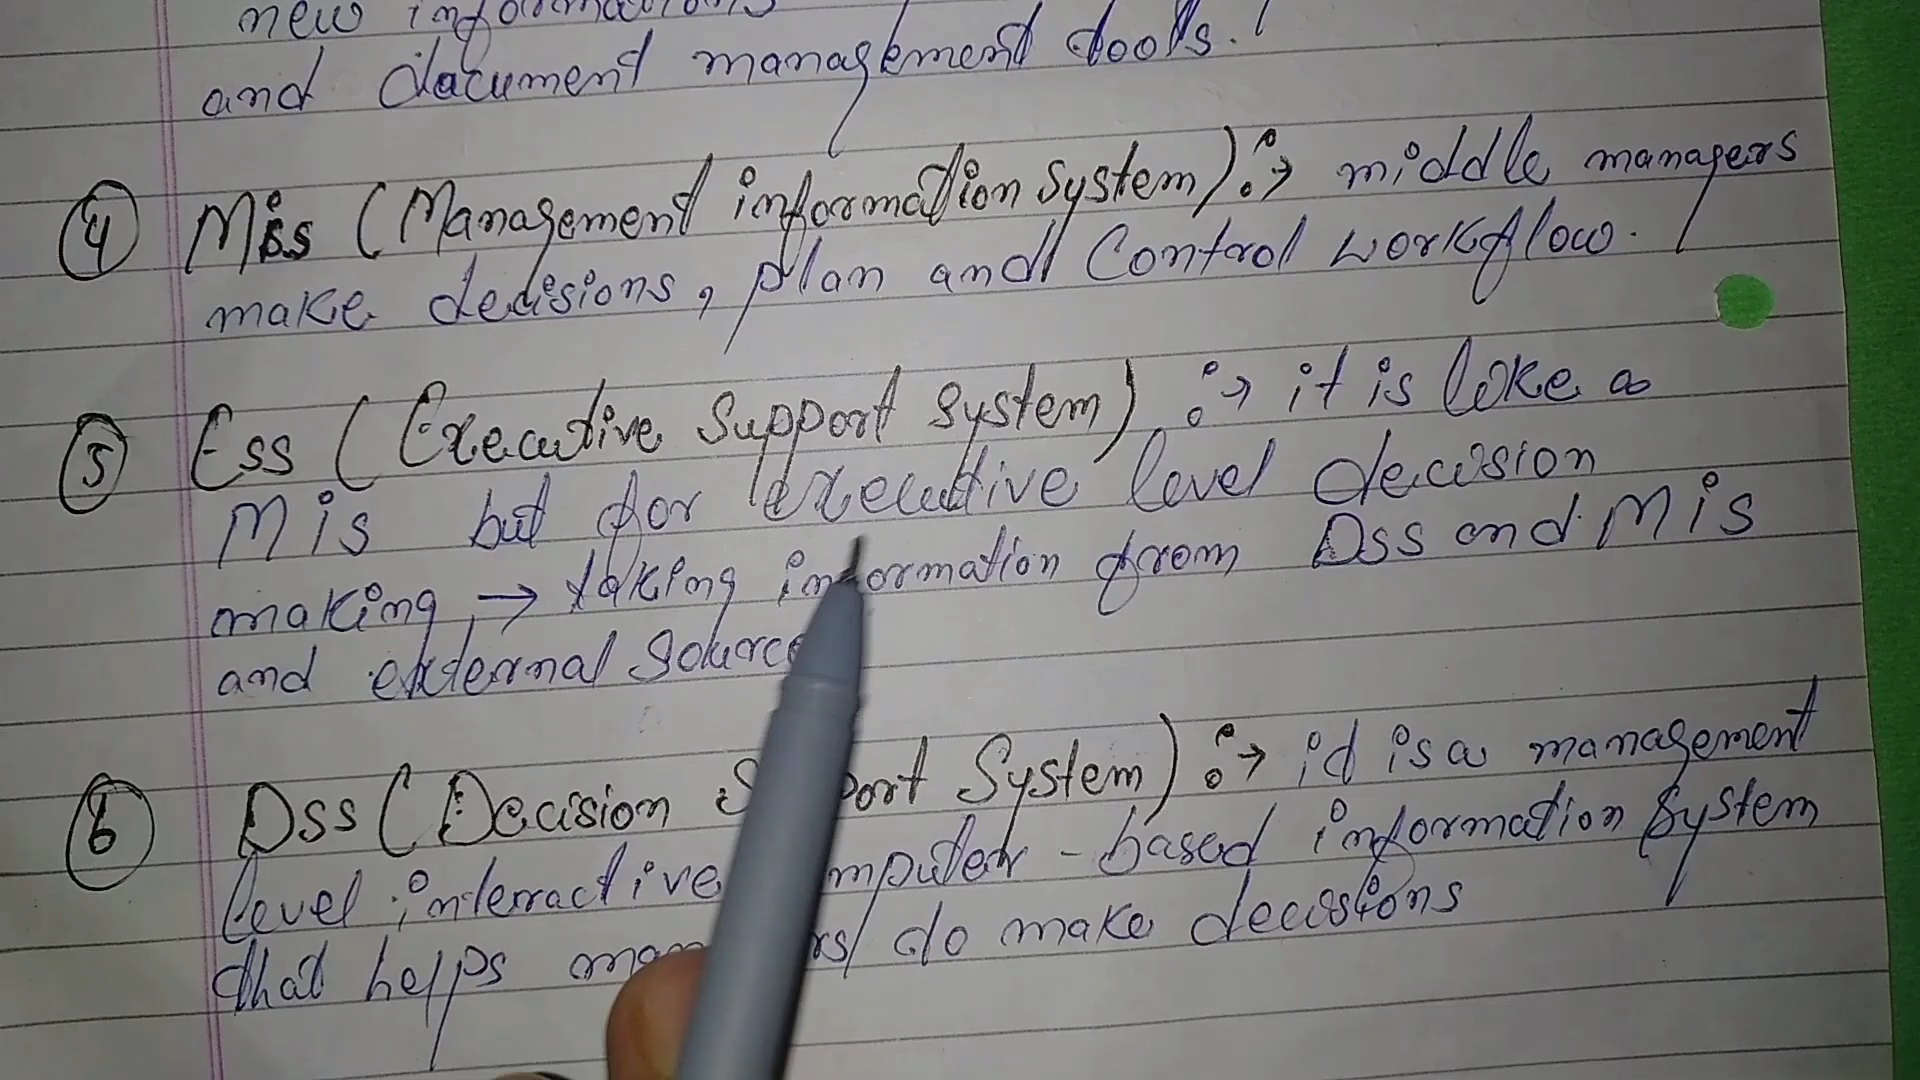 new informations
and document management tools.
④ Mis (Management information system) :→ middle managers
make decisions, plan and Control workflow.
⑤ Ess (Executive Support System) :→ it is like a
Mis but for executive level decision
making → taking information from Dss and Mis
and external source
⑥ Dss (Decision System) :→ it is a management
level interactive - based information system
that helps to make decisions